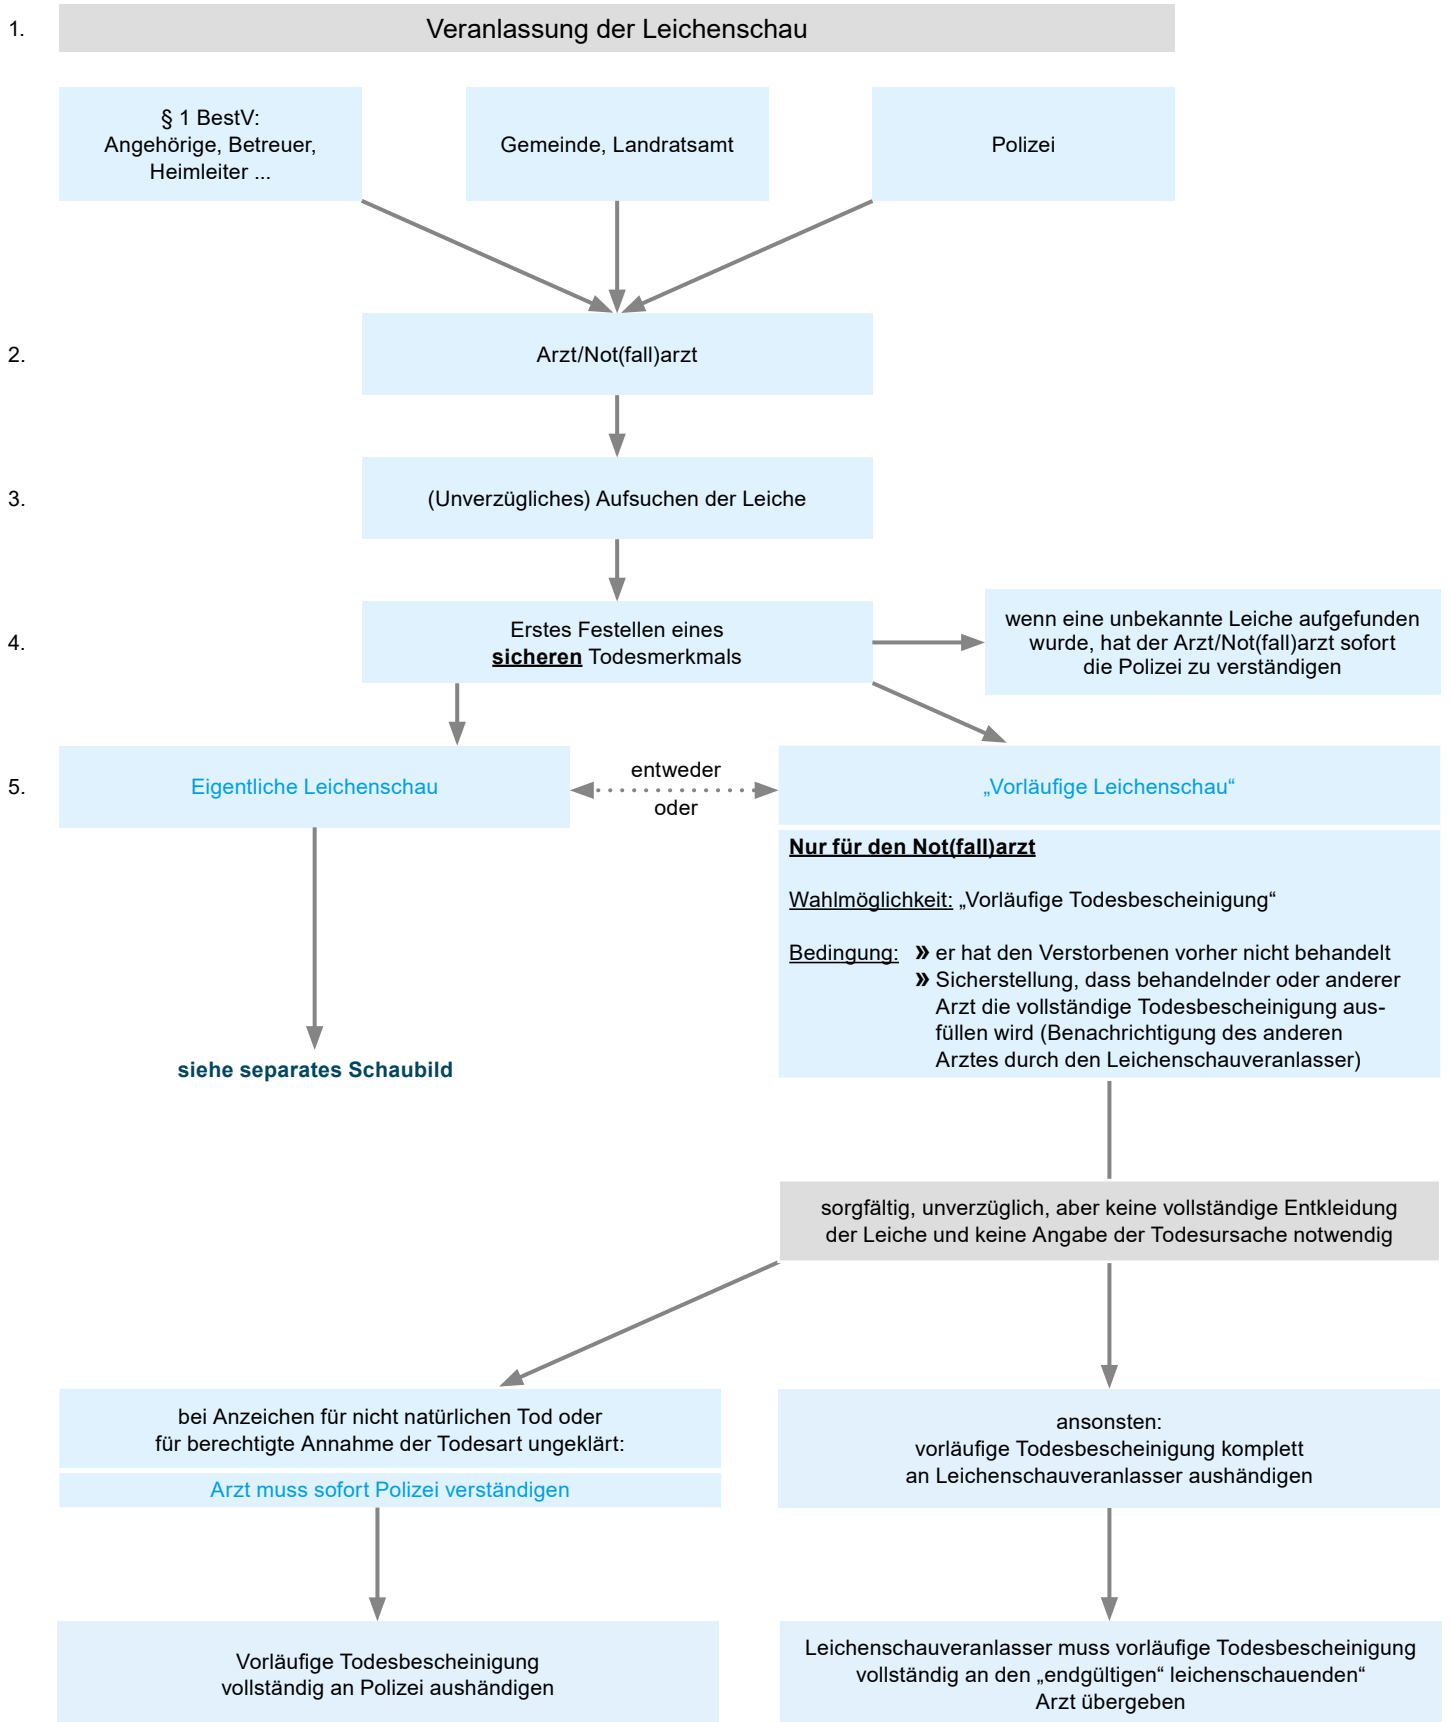 1.
Veranlassung der Leichenschau
§ 1 BestV:
Angehörige, Betreuer,
Heimleiter ...
Gemeinde, Landratsamt
Polizei
2.
Arzt/Not(fall)arzt
3.
(Unverzügliches) Aufsuchen der Leiche
4.
Erstes Festellen eines
sicheren Todesmerkmals
wenn eine unbekannte Leiche aufgefunden
wurde, hat der Arzt/Not(fall)arzt sofort
die Polizei zu verständigen
5.
Eigentliche Leichenschau
entweder
oder
„Vorläufige Leichenschau“
Nur für den Not(fall)arzt
Wahlmöglichkeit: „Vorläufige Todesbescheinigung“
Bedingung: » er hat den Verstorbenen vorher nicht behandelt
» Sicherstellung, dass behandelnder oder anderer
Arzt die vollständige Todesbescheinigung aus-
füllen wird (Benachrichtigung des anderen
Arztes durch den Leichenschauveranlasser)
siehe separates Schaubild
sorgfältig, unverzüglich, aber keine vollständige Entkleidung
der Leiche und keine Angabe der Todesursache notwendig
bei Anzeichen für nicht natürlichen Tod oder
für berechtigte Annahme der Todesart ungeklärt:
Arzt muss sofort Polizei verständigen
ansonsten:
vorläufige Todesbescheinigung komplett
an Leichenschauveranlasser aushändigen
Vorläufige Todesbescheinigung
vollständig an Polizei aushändigen
Leichenschauveranlasser muss vorläufige Todesbescheinigung
vollständig an den „endgültigen“ leichenschauenden“
Arzt übergeben